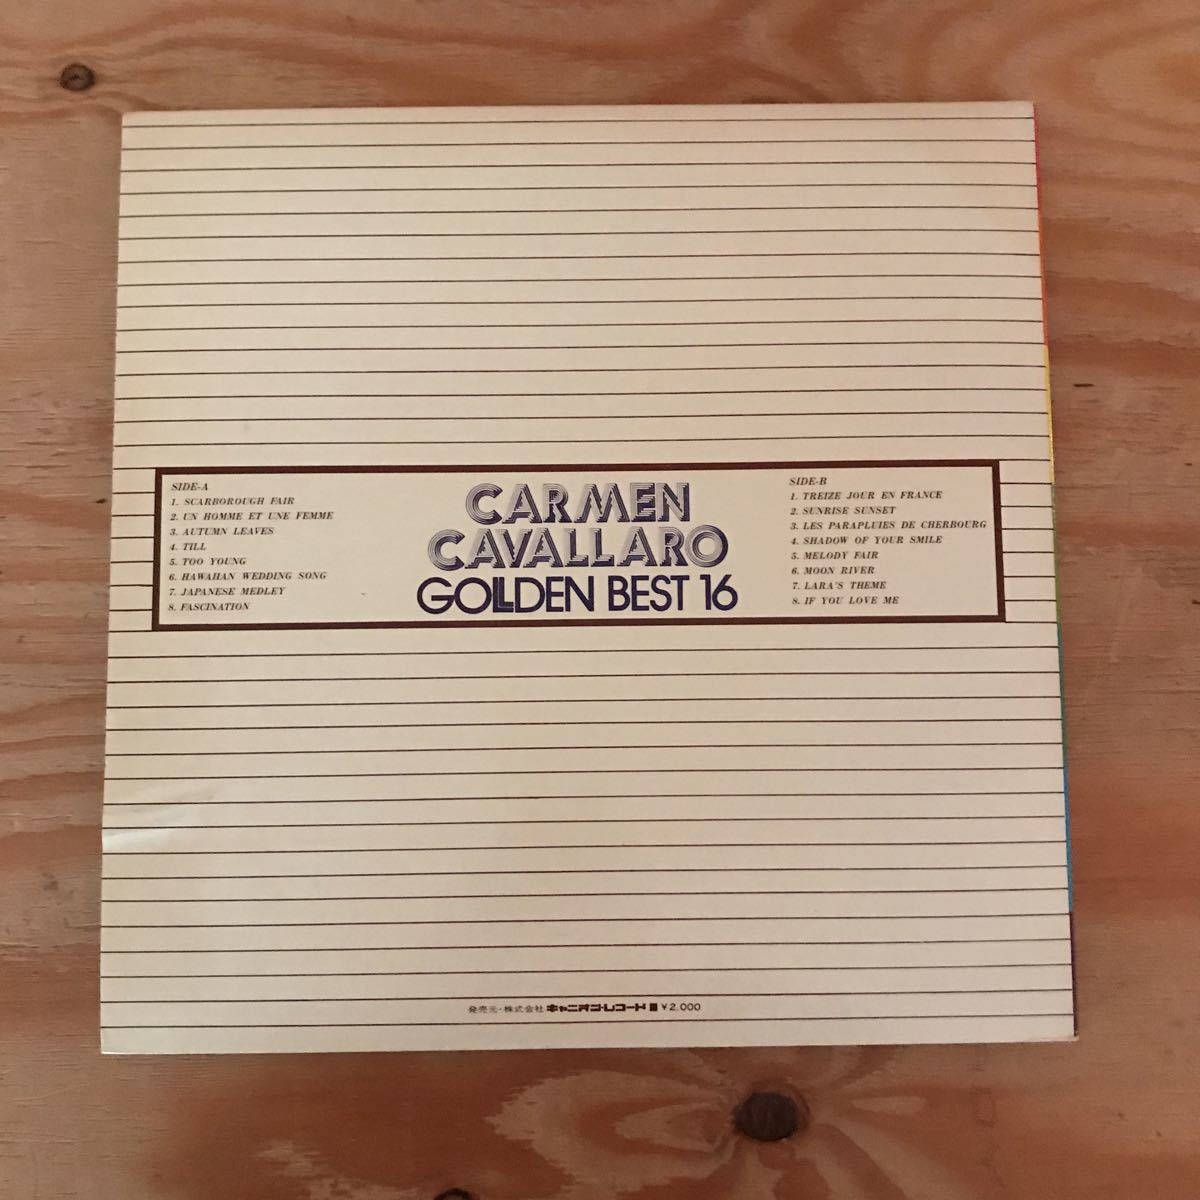 SIDE-A
1. SCARBOROUGH FAIR
2. UN HOMME ET UNE FEMME
3. AUTUMN LEAVES
4. TILL
5. TOO YOUNG
6. HAWAIIAN WEDDING SONG
7. JAPANESE MEDLEY
8. FASCINATION
CARMEN
CAVALLARO
GOLLDEN BEST 16
SIDE-B
1. TREIZE JOUR EN FRANCE
2. SUNRISE SUNSET
3. LES PARAPLUIES DE CHERBOURG
4. SHADOW OF YOUR SMILE
5. MELODY FAIR
6. MOON RIVER
7. LARA'S THEME
8. IF YOU LOVE ME
発売元・株式会社 キャニオン・レコード ¥2,000